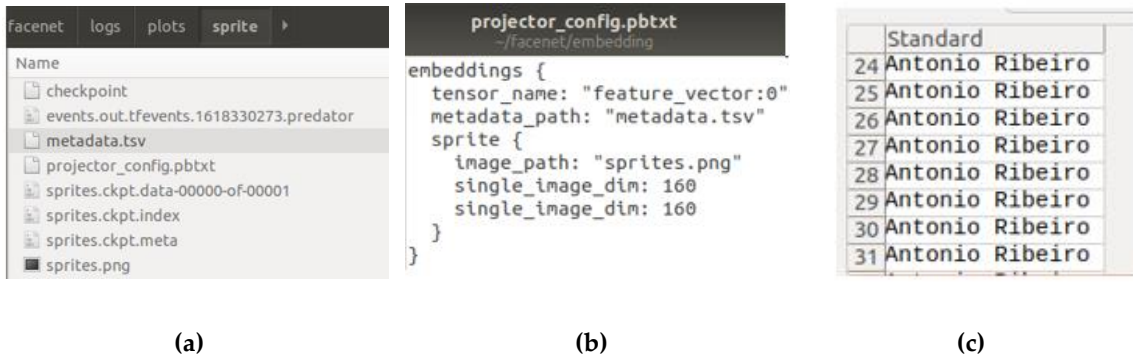 facenet logs plots sprite
Name
checkpoint
events.out.tfevents.1618330273.predator
metadata.tsv
projector_config.pbtxt
sprites.ckpt.data-00000-of-00001
sprites.ckpt.index
sprites.ckpt.meta
sprites.png
(a)
projector_config.pbtxt
~/facenet/embedding
embeddings {
tensor_name: "feature_vector:0"
metadata_path: "metadata.tsv"
sprite {
image_path: "sprites.png"
single_image_dim: 160
single_image_dim: 160
}
}
(b)
Standard
24 Antonio Ribeiro
25 Antonio Ribeiro
26 Antonio Ribeiro
27 Antonio Ribeiro
28 Antonio Ribeiro
29 Antonio Ribeiro
30 Antonio Ribeiro
31 Antonio Ribeiro
(c)